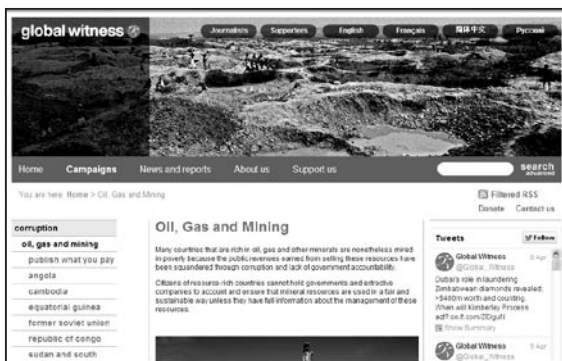 global witness
Journalists Supporters English Français 简体中文 Русский
Home Campaigns News and reports About us Support us
search
advanced
You are here: Home > Oil, Gas and Mining
Filtered RSS
Donate Contact us
corruption
oil, gas and mining
publish what you pay
angola
cambodia
equatorial guinea
former soviet union
republic of congo
sudan and south
Oil, Gas and Mining
Many countries that are rich in oil, gas and other minerals are nonetheless mired
in poverty because the public revenues earned from selling these resources have
been squandered through corruption and lack of government accountability.
Citizens of resource-rich countries cannot hold governments and extractive
companies to account and ensure that mineral resources are used in a fair and
sustainable way unless they have full information about the management of these
resources.
Tweets Follow
Global Witness 8 Apr
@Global_Witness
Dubai's role in laundering
Zimbabwean diamonds revealed;
>$480m worth and counting.
When will Kimberley Process
act?
Show Summary
Global Witness 8 Apr
@Global_Witness